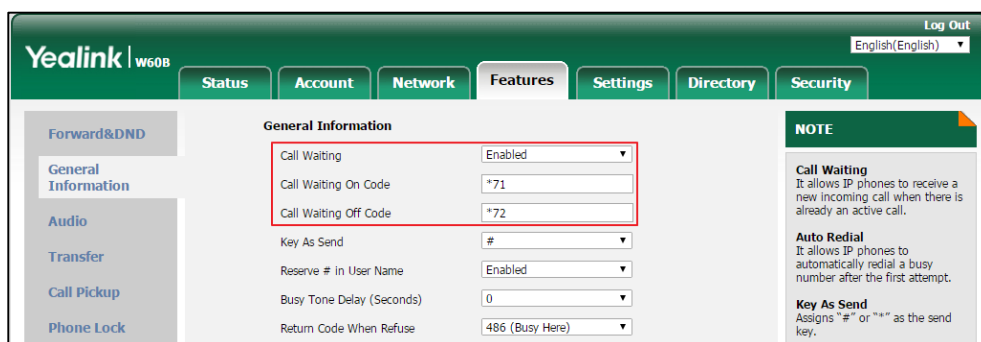 Log Out
English(English)
Yealink W60B
Status Account Network Features Settings Directory Security
Forward&DND
General
Information
Audio
Transfer
Call Pickup
Phone Lock
General Information
Call Waiting Enabled
Call Waiting On Code *71
Call Waiting Off Code *72
Key As Send #
Reserve # in User Name Enabled
Busy Tone Delay (Seconds) 0
Return Code When Refuse 486 (Busy Here)
NOTE
Call Waiting
It allows IP phones to receive a
new incoming call when there is
already an active call.
Auto Redial
It allows IP phones to
automatically redial a busy
number after the first attempt.
Key As Send
Assigns "#" or "*" as the send
key.